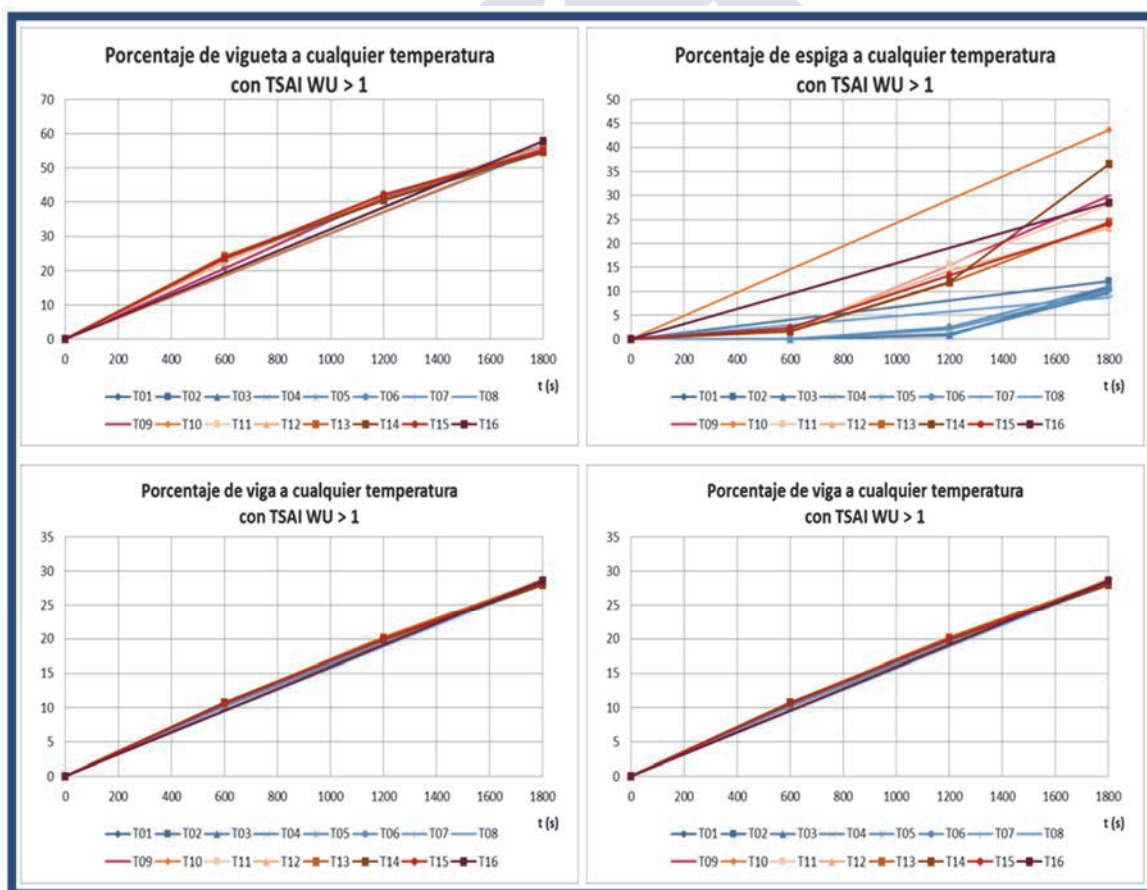 Porcentaje de vigueta a cualquier temperatura
con TSAI WU > 1
70
60
50
40
30
20
10
0
0 200 400 600 800 1000 1200 1400 1600 1800
t (s)
T01 T02 T03 T04 T05 T06 T07 T08
T09 T10 T11 T12 T13 T14 T15 T16
Porcentaje de espiga a cualquier temperatura
con TSAI WU > 1
50
45
40
35
30
25
20
15
10
5
0
0 200 400 600 800 1000 1200 1400 1600 1800
t (s)
T01 T02 T03 T04 T05 T06 T07 T08
T09 T10 T11 T12 T13 T14 T15 T16
Porcentaje de viga a cualquier temperatura
con TSAI WU > 1
35
30
25
20
15
10
5
0
0 200 400 600 800 1000 1200 1400 1600 1800
t (s)
T01 T02 T03 T04 T05 T06 T07 T08
T09 T10 T11 T12 T13 T14 T15 T16
Porcentaje de viga a cualquier temperatura
con TSAI WU > 1
35
30
25
20
15
10
5
0
0 200 400 600 800 1000 1200 1400 1600 1800
t (s)
T01 T02 T03 T04 T05 T06 T07 T08
T09 T10 T11 T12 T13 T14 T15 T16